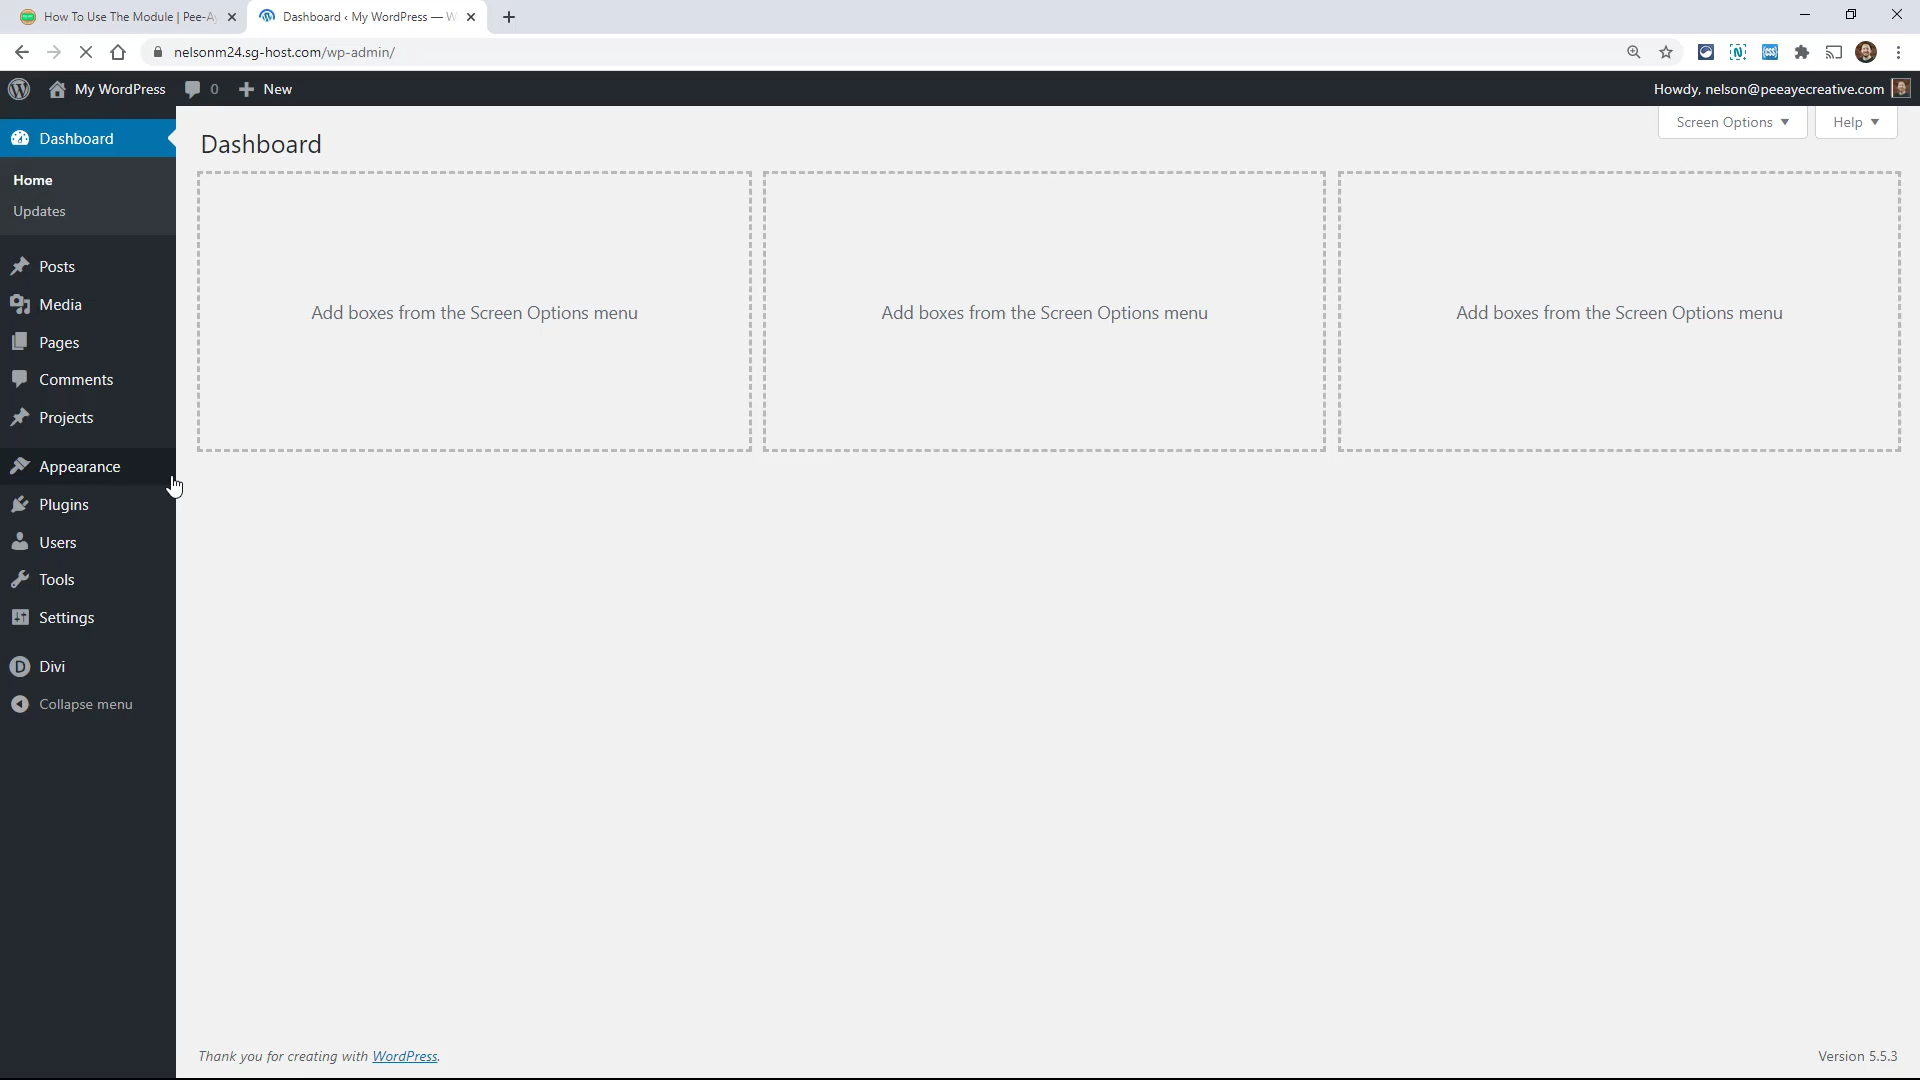 How To Use The Module | Pee-A
Dashboard ‹ My WordPress — W
nelsonm24.sg-host.com/wp-admin/
My WordPress
0
New
Howdy, nelson@peeayecreative.com
Dashboard
Home
Updates
Posts
Media
Pages
Comments
Projects
Appearance
Plugins
Users
Tools
Settings
Divi
Collapse menu
Dashboard
Screen Options
Help
Add boxes from the Screen Options menu
Add boxes from the Screen Options menu
Add boxes from the Screen Options menu
Thank you for creating with WordPress.
Version 5.5.3